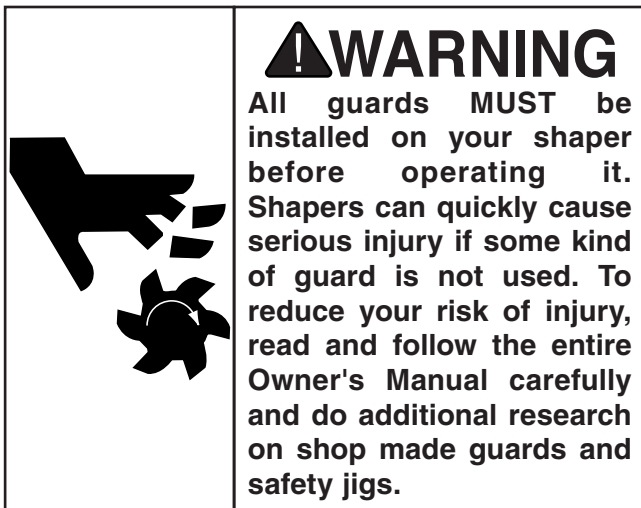 WARNING
All guards MUST be
installed on your shaper
before operating it.
Shapers can quickly cause
serious injury if some kind
of guard is not used. To
reduce your risk of injury,
read and follow the entire
Owner's Manual carefully
and do additional research
on shop made guards and
safety jigs.